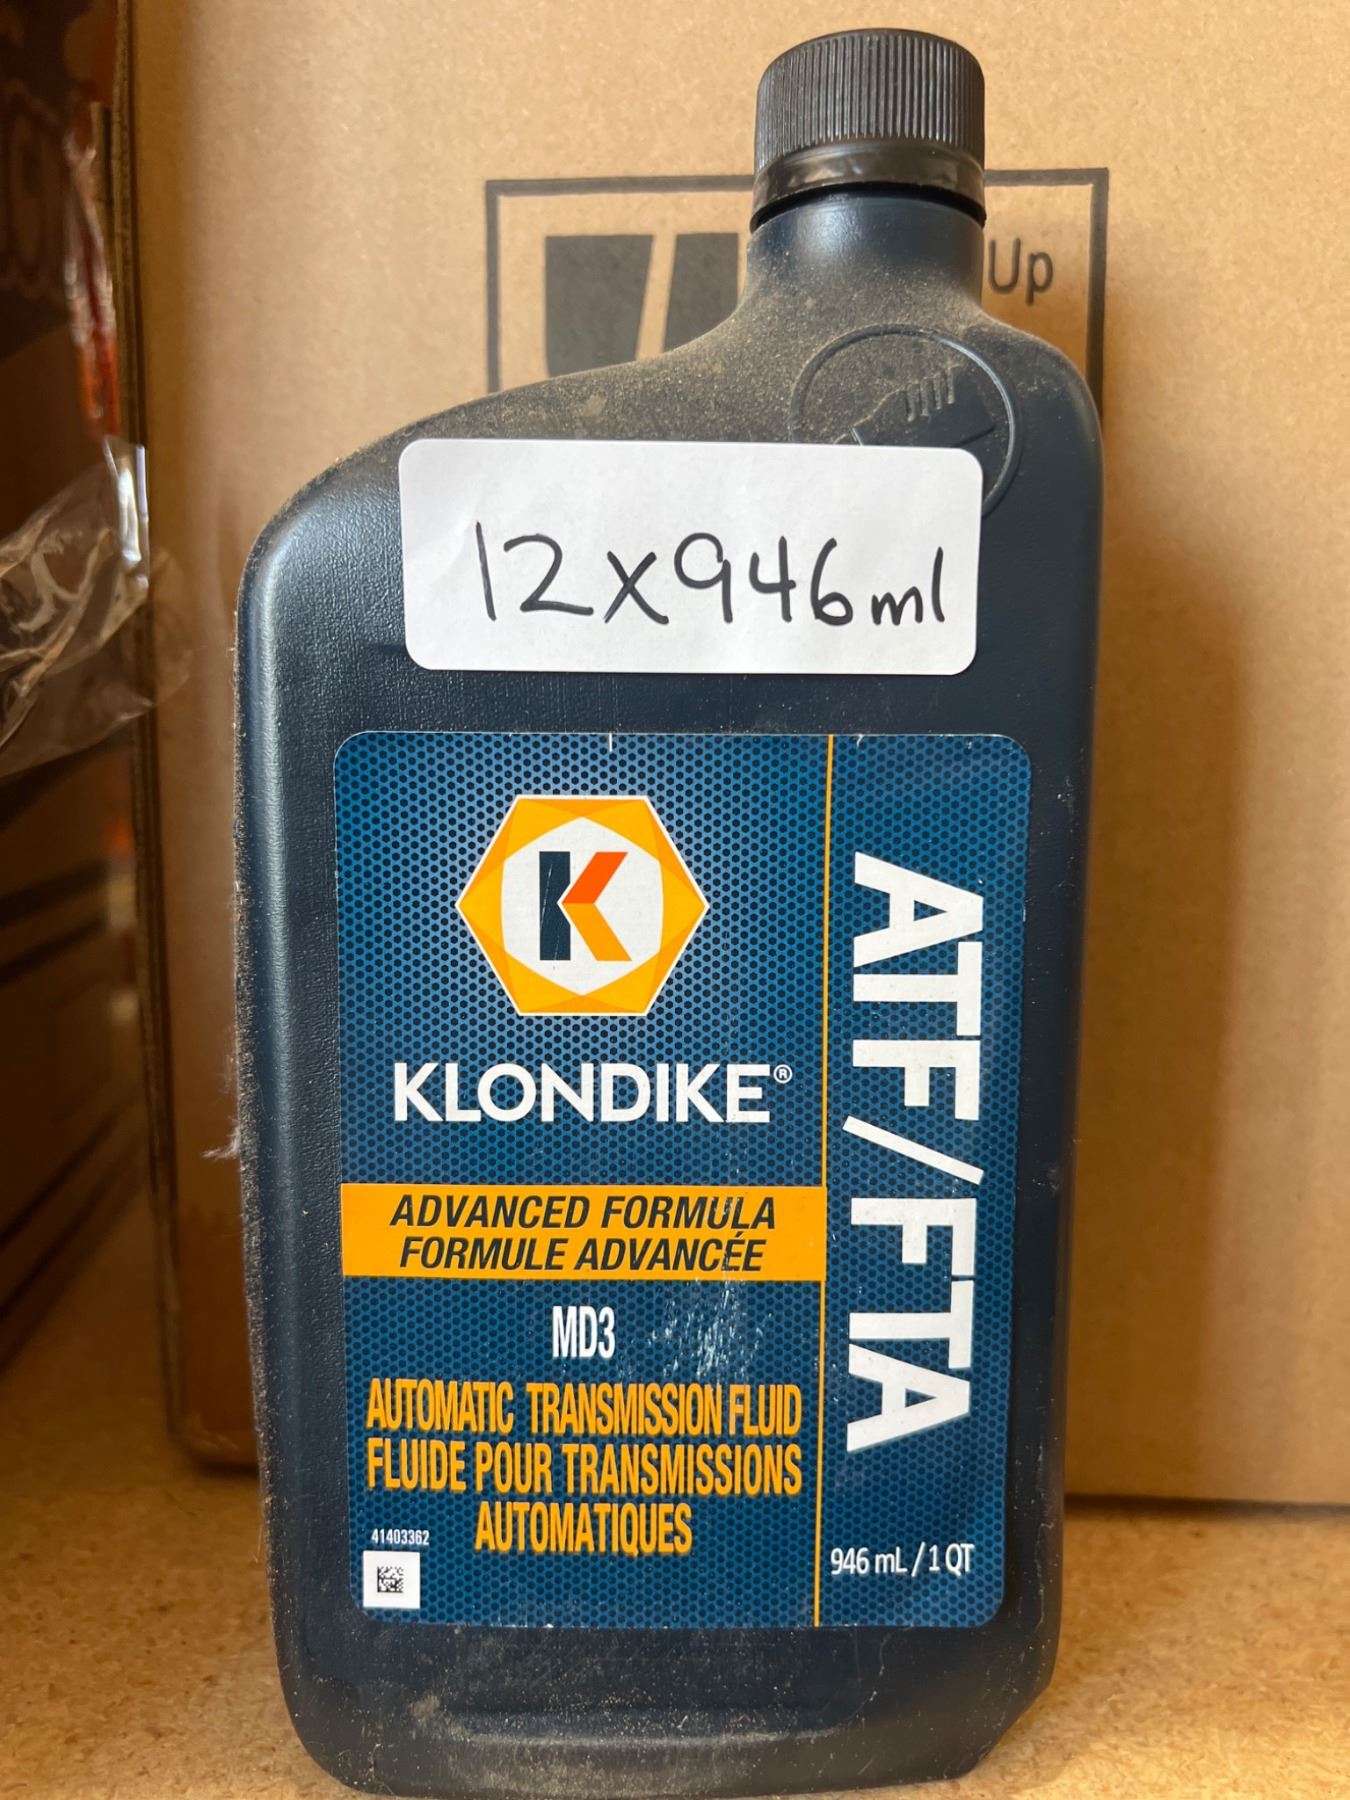 Up
12x946ml
K
KLONDIKE®
ADVANCED FORMULA
FORMULE AVANCÉE
MD3
AUTOMATIC TRANSMISSION FLUID
FLUIDE POUR TRANSMISSIONS
AUTOMATIQUES
41403362
ATF/FTA
946 mL / 1 QT